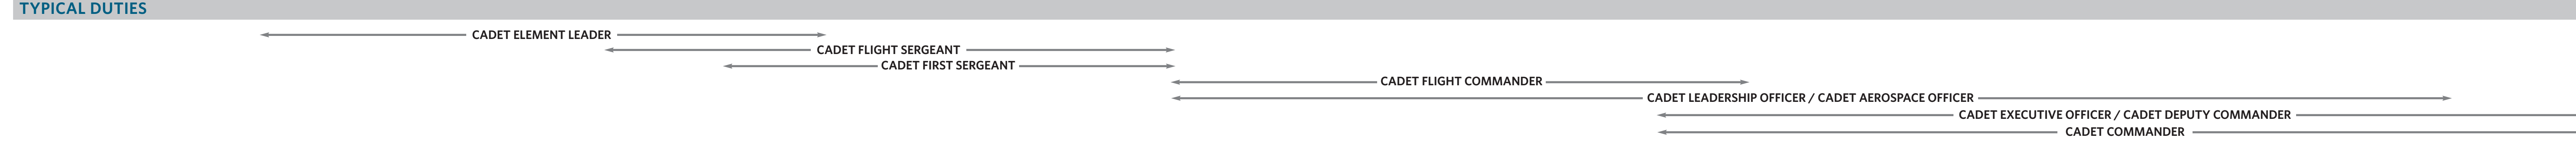 TYPICAL DUTIES
CADET ELEMENT LEADER
CADET FLIGHT SERGEANT
CADET FIRST SERGEANT
CADET FLIGHT COMMANDER
CADET LEADERSHIP OFFICER / CADET AEROSPACE OFFICER
CADET EXECUTIVE OFFICER / CADET DEPUTY COMMANDER
CADET COMMANDER